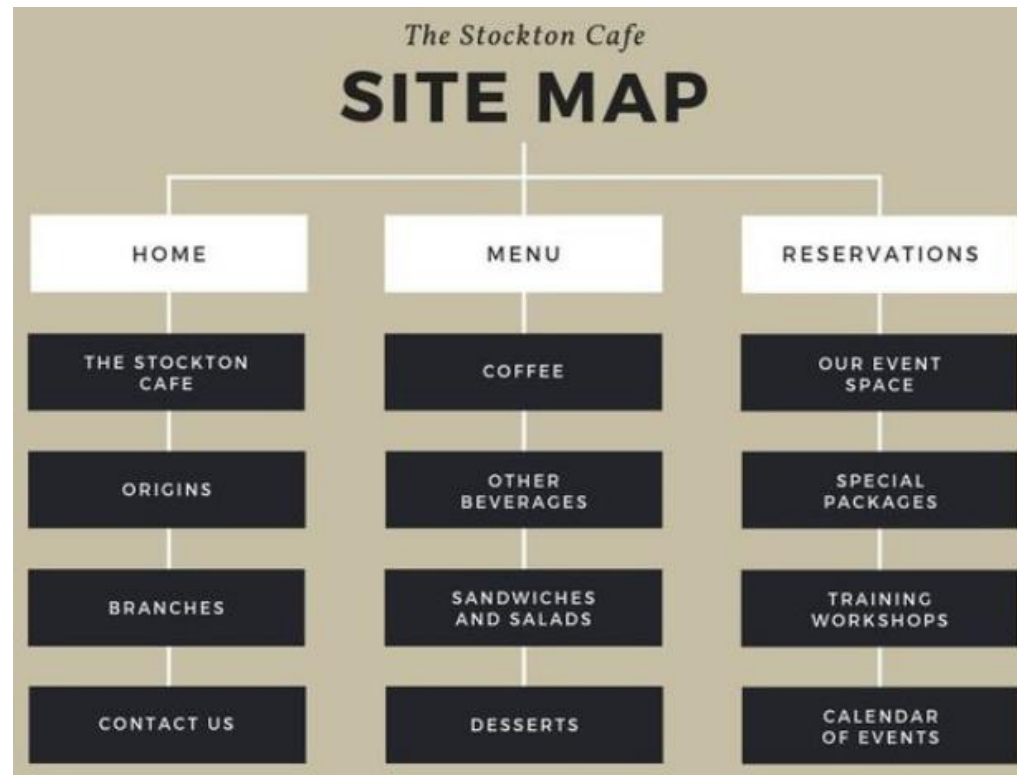 The Stockton Cafe
SITE MAP
HOME
MENU
RESERVATIONS
THE STOCKTON
CAFE
COFFEE
OUR EVENT
SPACE
ORIGINS
OTHER
BEVERAGES
SPECIAL
PACKAGES
BRANCHES
SANDWICHES
AND SALADS
TRAINING
WORKSHOPS
CONTACT US
DESSERTS
CALENDAR
OF EVENTS